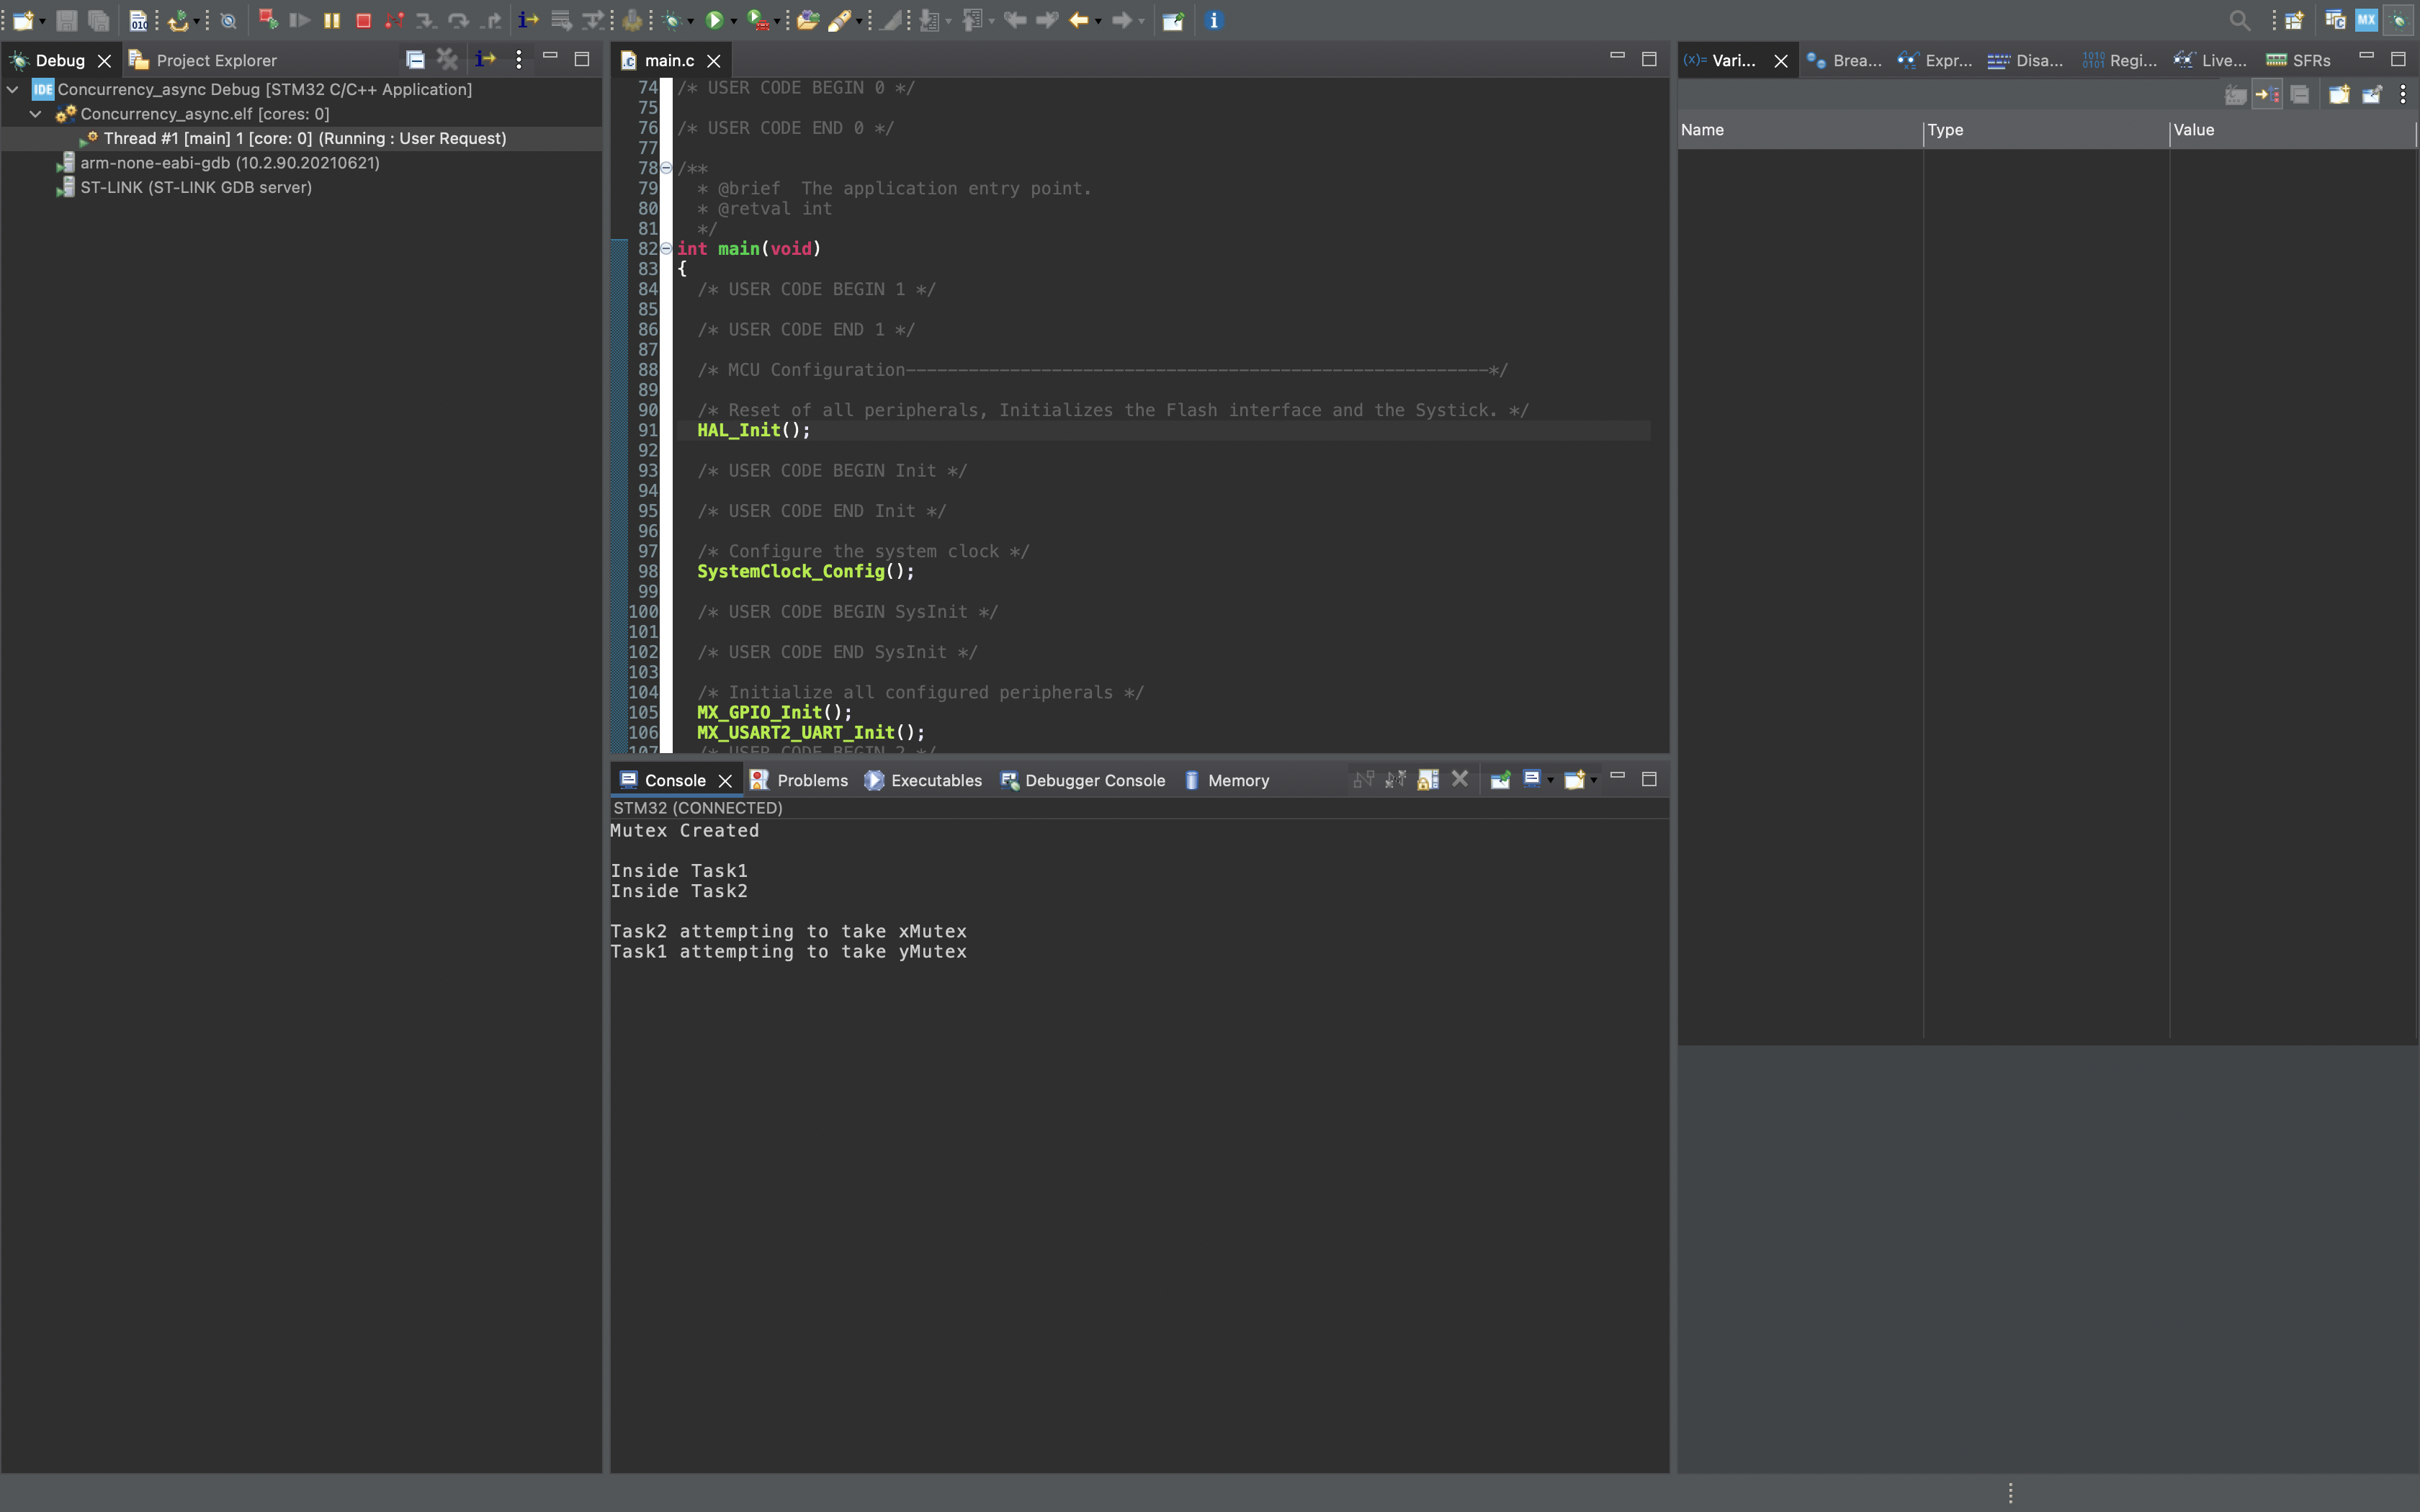 Debug
Project Explorer
IDE Concurrency_async Debug [STM32 C/C++ Application]
Concurrency_async.elf [cores: 0]
Thread #1 [main] 1 [core: 0] (Running : User Request)
arm-none-eabi-gdb (10.2.90.20210621)
ST-LINK (ST-LINK GDB server)
main.c
74 /* USER CODE BEGIN 0 */
75
76 /* USER CODE END 0 */
77
78 /**
79 * @brief  The application entry point.
80 * @retval int
81 */
82 int main(void)
83 {
84 /* USER CODE BEGIN 1 */
85
86 /* USER CODE END 1 */
87
88 /* MCU Configuration--------------------------------------------------------*/
89
90 /* Reset of all peripherals, Initializes the Flash interface and the Systick. */
91 HAL_Init();
92
93 /* USER CODE BEGIN Init */
94
95 /* USER CODE END Init */
96
97 /* Configure the system clock */
98 SystemClock_Config();
99
100 /* USER CODE BEGIN SysInit */
101
102 /* USER CODE END SysInit */
103
104 /* Initialize all configured peripherals */
105 MX_GPIO_Init();
106 MX_USART2_UART_Init();
107 /* USER CODE BEGIN 2 */
Console
Problems
Executables
Debugger Console
Memory
STM32 (CONNECTED)
Mutex Created
Inside Task1
Inside Task2
Task2 attempting to take xMutex
Task1 attempting to take yMutex
MX
(x)= Vari...
Brea...
Expr...
Disa...
1010 0101 Regi...
Live...
SFRs
Name
Type
Value